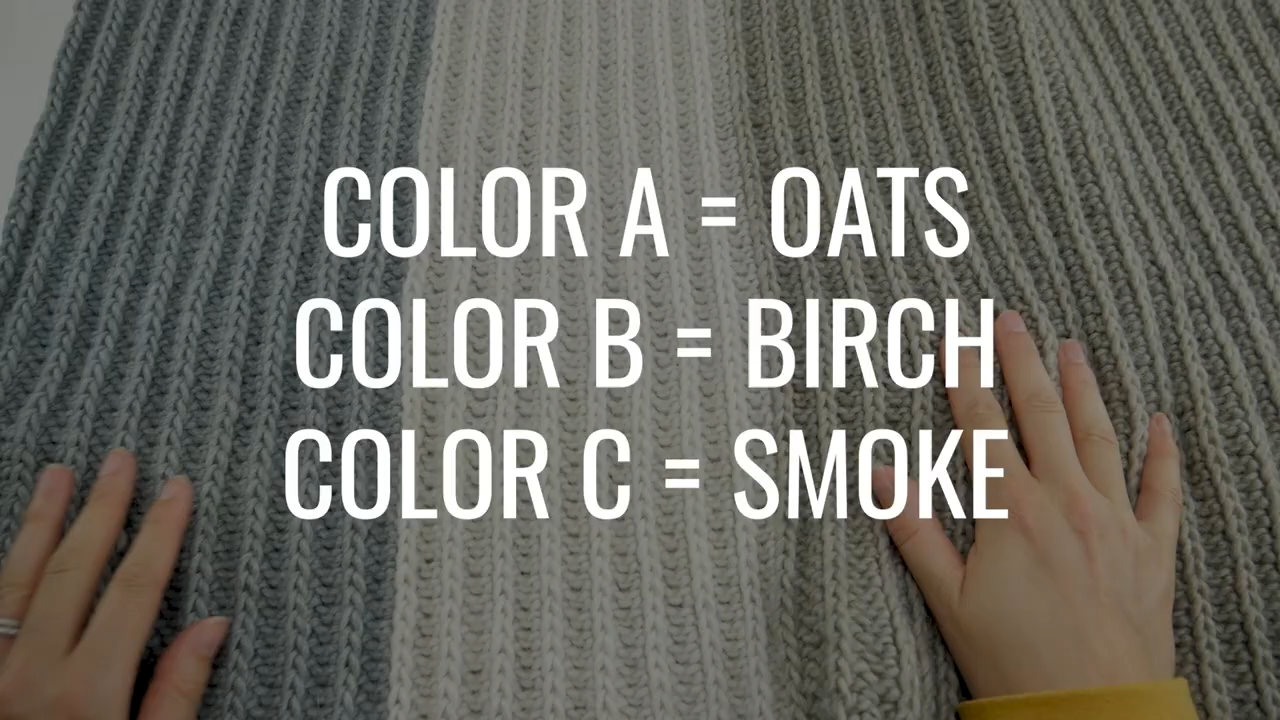 COLOR A = OATS
COLOR B = BIRCH
COLOR C = SMOKE